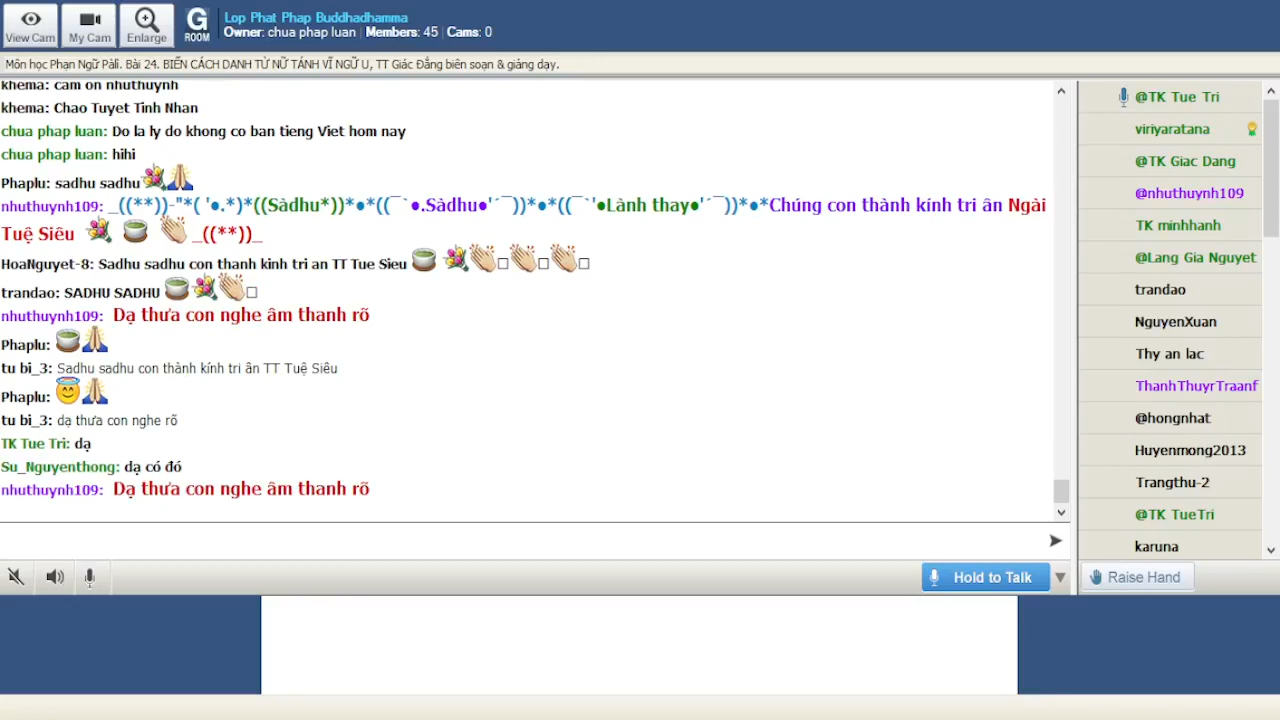 View Cam
My Cam
Enlarge
G
ROOM
Lop Phat Phap Buddhadhamma
Owner: chua phap luan | Members: 45 | Cams: 0
Môn học Phạn Ngữ Pāli. Bài 24. BIẾN CÁCH DANH TỪ NỮ TÁNH VĨ NGỮ U, TT Giác Đẳng biên soạn & giảng dạy.
khema: cam on nhuthuynh
khema: Chao Tuyet Tinh Nhan
chua phap luan: Do la ly do khong co ban tieng Viet hom nay
chua phap luan: hihi
Phaplu: sadhu sadhu
nhuthuynh109: _((**))-"*( '●.*)*((Sàdhu*))*●*((¯`●.Sàdhu●'´¯))*●*●*((¯`'●Lành thay●'´¯))*●*Chúng con thành kính tri ân Ngài
Tuệ Siêu _((**))_
HoaNguyet-8: Sadhu sadhu con thanh kinh tri an TT Tue Sieu
trandao: SADHU SADHU
nhuthuynh109: Dạ thưa con nghe âm thanh rõ
Phaplu:
tu bi_3: Sadhu sadhu con thành kính tri ân TT Tuệ Siêu
Phaplu:
tu bi_3: dạ thưa con nghe rõ
TK Tue Tri: dạ
Su_Nguyenthong: dạ có đó
nhuthuynh109: Dạ thưa con nghe âm thanh rõ
Hold to Talk
@TK Tue Tri
viriyaratana
@TK Giac Dang
@nhuthuynh109
TK minhhanh
@Lang Gia Nguyet
trandao
NguyenXuan
Thy an lac
ThanhThuyrTraanf
@hongnhat
Huyenmong2013
Trangthu-2
@TK TueTri
karuna
Raise Hand